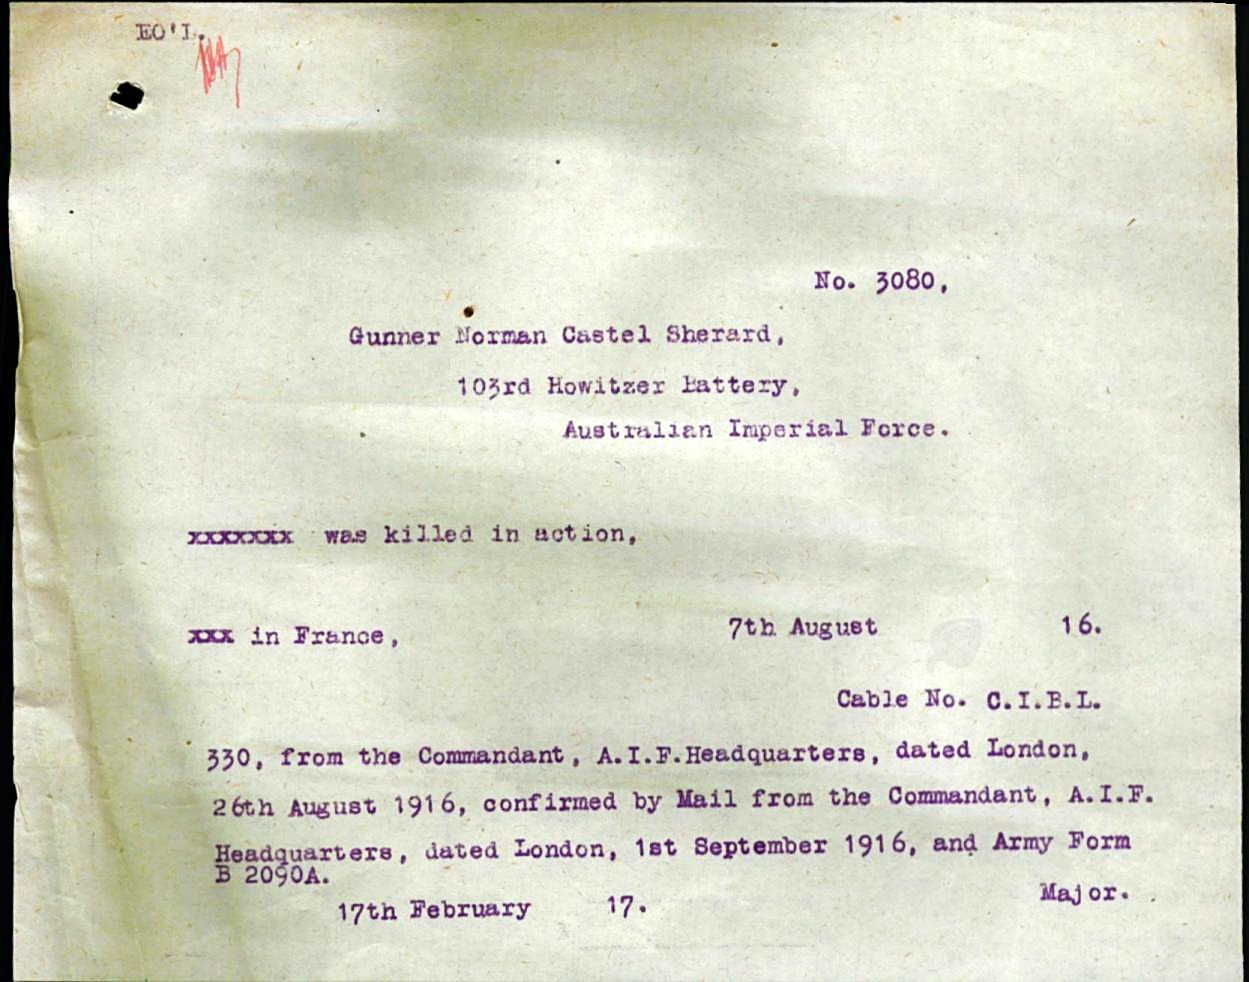 EO'L.
No. 3080,
Gunner Norman Castel Sherard,
103rd Howitzer Battery,
Australian Imperial Force.
xxxxxxx was killed in action,
xxx in France, 7th August 16.
Cable No. C.I.B.L.
330, from the Commandant, A.I.F.Headquarters, dated London,
26th August 1916, confirmed by Mail from the Commandant, A.I.F.
Headquarters, dated London, 1st September 1916, and Army Form
B 2090A.
Major.
17th February 17.